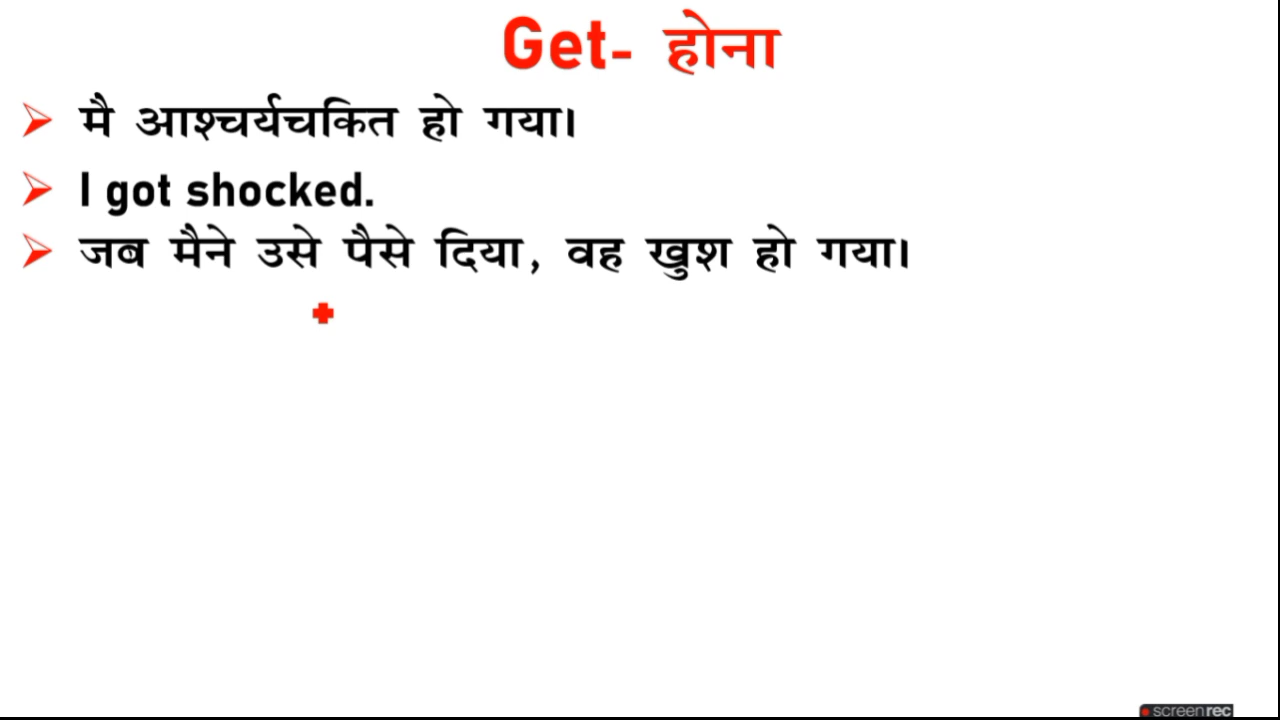 Get- होना
मै आश्चर्यचकित हो गया।
I got shocked.
जब मैने उसे पैसे दिया, वह खुश हो गया।
screenrec